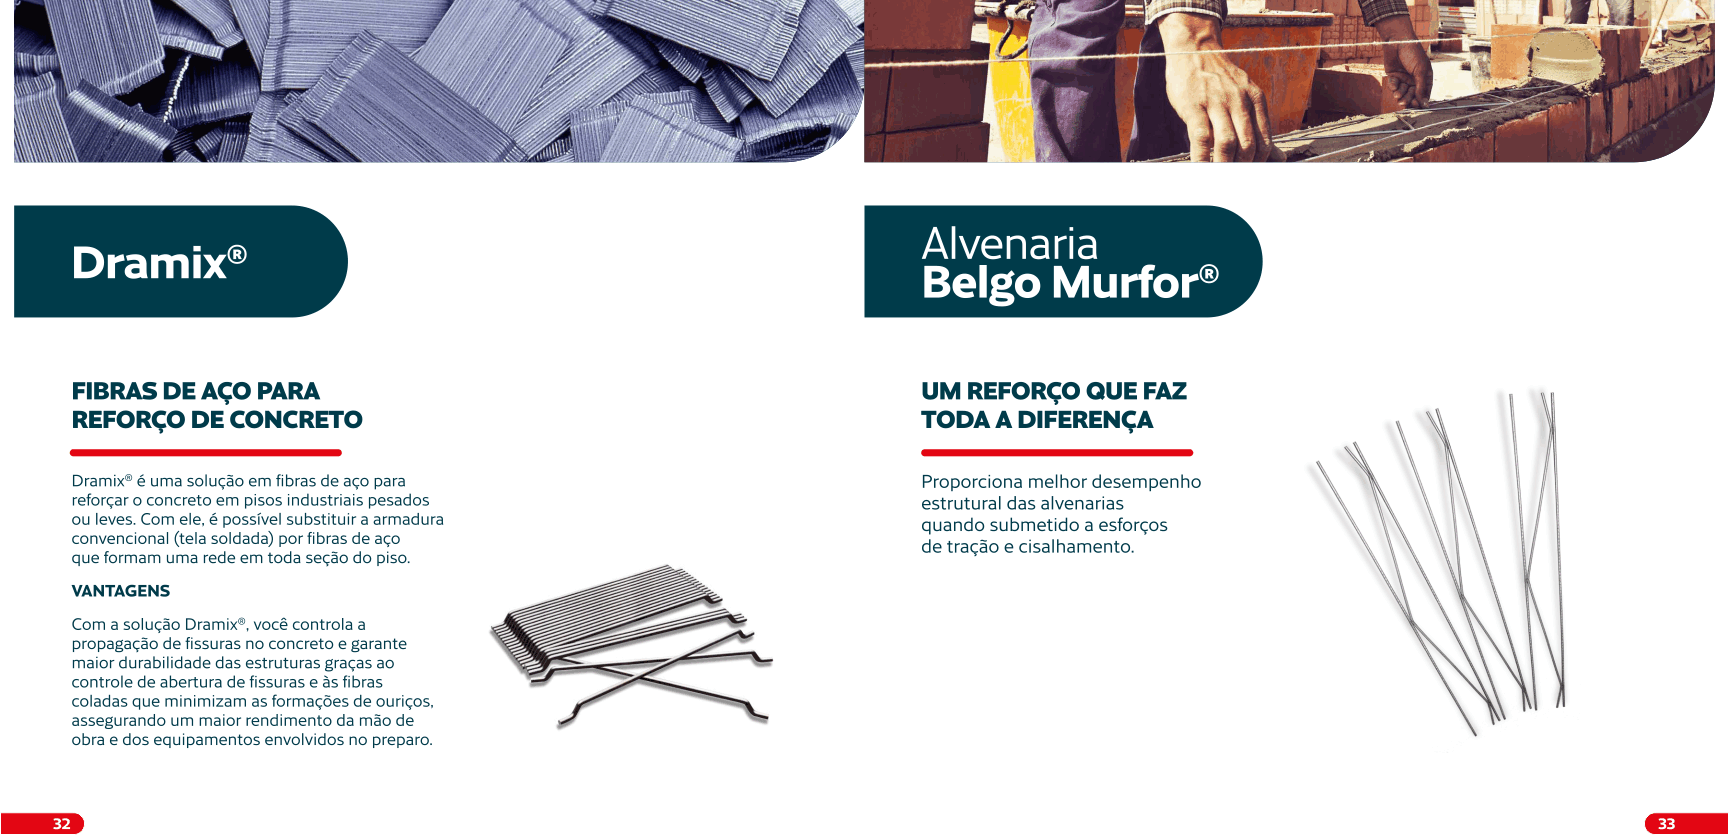 Dramix®
FIBRAS DE AÇO PARA
REFORÇO DE CONCRETO
Dramix® é uma solução em fibras de aço para
reforçar o concreto em pisos industriais pesados
ou leves. Com ele, é possível substituir a armadura
convencional (tela soldada) por fibras de aço
que formam uma rede em toda seção do piso.
VANTAGENS
Com a solução Dramix®, você controla a
propagação de fissuras no concreto e garante
maior durabilidade das estruturas graças ao
controle de abertura de fissuras e às fibras
coladas que minimizam as formações de ouriços,
assegurando um maior rendimento da mão de
obra e dos equipamentos envolvidos no preparo.
32
Alvenaria
Belgo Murfor®
UM REFORÇO QUE FAZ
TODA A DIFERENÇA
Proporciona melhor desempenho
estrutural das alvenarias
quando submetido a esforços
de tração e cisalhamento.
33